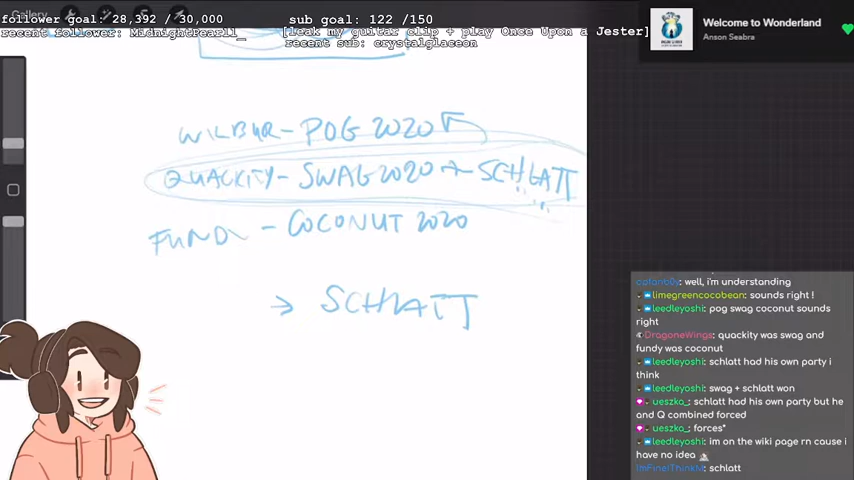 Gallery
follower goal: 28,392 / 30,000
sub goal: 122 /150
recent follower: MidnightPearll_
[leak my guitar clip + play Once Upon a Jester]
recent sub: crystalglaceon
Welcome to Wonderland
Anson Seabra
WILBUR - POG 2020
QUACKITY - SWAG 2020 + SCHLATT
FUNDY - COCONUT 2020
→ SCHLATT
well, i'm understanding
limegreencocobean: sounds right !
leedleyoshi: pog swag coconut sounds
right
DragoneWings: quackity was swag and
fundy was coconut
leedleyoshi: schlatt had his own party i
think
leedleyoshi: swag + schlatt won
ueszka_: schlatt had his own party but he
and Q combined forced
ueszka_: forces*
leedleyoshi: im on the wiki page rn cause i
have no idea
ImFinerThinkM: schlatt